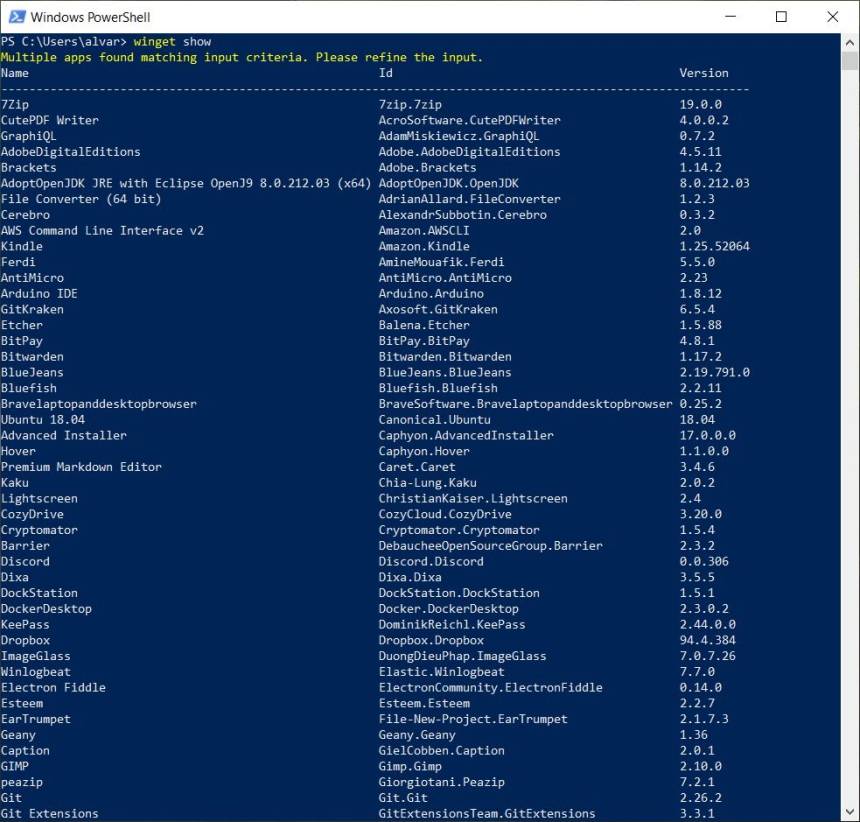 Windows PowerShell
PS C:\Users\alvar> winget show
Multiple apps found matching input criteria. Please refine the input.
Name Id Version
---------------------------------------------------------------------------------------------------------
7Zip 7zip.7zip 19.0.0
CutePDF Writer AcroSoftware.CutePDFWriter 4.0.0.2
GraphiQL AdamMiskiewicz.GraphiQL 0.7.2
AdobeDigitalEditions Adobe.AdobeDigitalEditions 4.5.11
Brackets Adobe.Brackets 1.14.2
AdoptOpenJDK JRE with Eclipse OpenJ9 8.0.212.03 (x64) AdoptOpenJDK.OpenJDK 8.0.212.03
File Converter (64 bit) AdrianAllard.FileConverter 1.2.3
Cerebro AlexandrSubbotin.Cerebro 0.3.2
AWS Command Line Interface v2 Amazon.AWSCLI 2.0
Kindle Amazon.Kindle 1.25.52064
Ferdi AmineMouafik.Ferdi 5.5.0
AntiMicro AntiMicro.AntiMicro 2.23
Arduino IDE Arduino.Arduino 1.8.12
GitKraken Axosoft.GitKraken 6.5.4
Etcher Balena.Etcher 1.5.88
BitPay BitPay.BitPay 4.8.1
Bitwarden Bitwarden.Bitwarden 1.17.2
BlueJeans BlueJeans.BlueJeans 2.19.791.0
Bluefish Bluefish.Bluefish 2.2.11
Bravelaptopanddesktopbrowser BraveSoftware.Bravelaptopanddesktopbrowser 0.25.2
Ubuntu 18.04 Canonical.Ubuntu 18.04
Advanced Installer Caphyon.AdvancedInstaller 17.0.0.0
Hover Caphyon.Hover 1.1.0.0
Premium Markdown Editor Caret.Caret 3.4.6
Kaku Chia-Lung.Kaku 2.0.2
Lightscreen ChristianKaiser.Lightscreen 2.4
CozyDrive CozyCloud.CozyDrive 3.20.0
Cryptomator Cryptomator.Cryptomator 1.5.4
Barrier DebaucheeOpenSourceGroup.Barrier 2.3.2
Discord Discord.Discord 0.0.306
Dixa Dixa.Dixa 3.5.5
DockStation DockStation.DockStation 1.5.1
DockerDesktop Docker.DockerDesktop 2.3.0.2
KeePass DominikReichl.KeePass 2.44.0.0
Dropbox Dropbox.Dropbox 94.4.384
ImageGlass DuongDieuPhap.ImageGlass 7.0.7.26
Winlogbeat Elastic.Winlogbeat 7.7.0
Electron Fiddle ElectronCommunity.ElectronFiddle 0.14.0
Esteem Esteem.Esteem 2.2.7
EarTrumpet File-New-Project.EarTrumpet 2.1.7.3
Geany Geany.Geany 1.36
Caption GielCobben.Caption 2.0.1
GIMP Gimp.Gimp 2.10.0
peazip Giorgiotani.Peazip 7.2.1
Git Git.Git 2.26.2
Git Extensions GitExtensionsTeam.GitExtensions 3.3.1